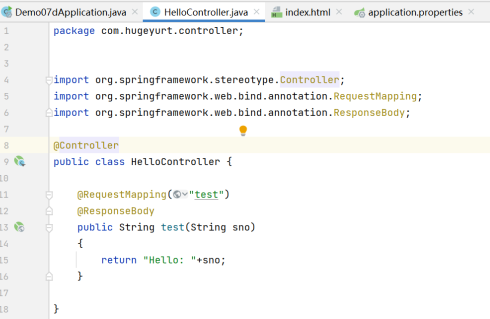 Demo07dApplication.java HelloController.java index.html application.properties
1 package com.hugeyurt.controller;
2
3
4 import org.springframework.stereotype.Controller;
5 import org.springframework.web.bind.annotation.RequestMapping;
6 import org.springframework.web.bind.annotation.ResponseBody;
7
8 @Controller
9 public class HelloController {
10
11 @RequestMapping("test")
12 @ResponseBody
13 public String test(String sno)
14 {
15 return "Hello: "+sno;
16 }
17
18 }